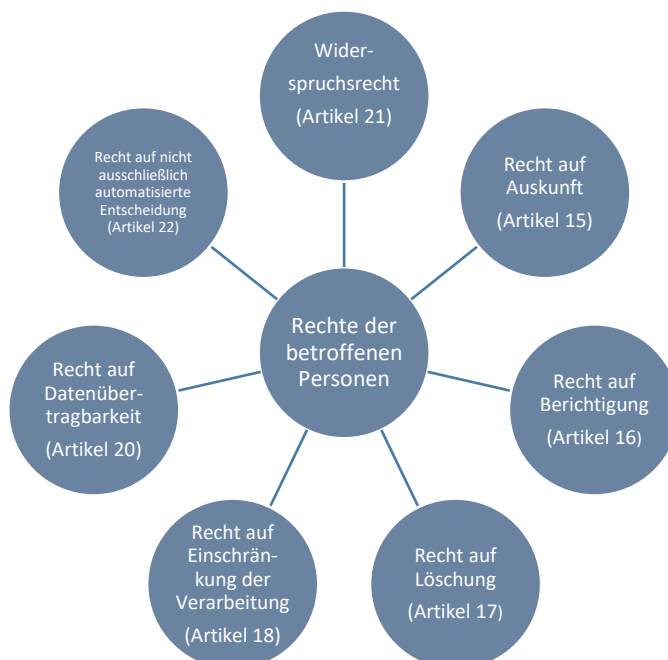 Wider-
spruchsrecht
(Artikel 21)
Recht auf
Auskunft
(Artikel 15)
Recht auf
Berichtigung
(Artikel 16)
Recht auf
Löschung
(Artikel 17)
Recht auf
Einschrän-
kung der
Verarbeitung
(Artikel 18)
Recht auf
Datenüber-
tragbarkeit
(Artikel 20)
Recht auf nicht
ausschließlich
automatisierte
Entscheidung
(Artikel 22)
Rechte der
betroffenen
Personen